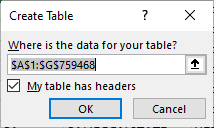 Create Table
Where is the data for your table?
$A$1:$G$759468
My table has headers
OK
Cancel